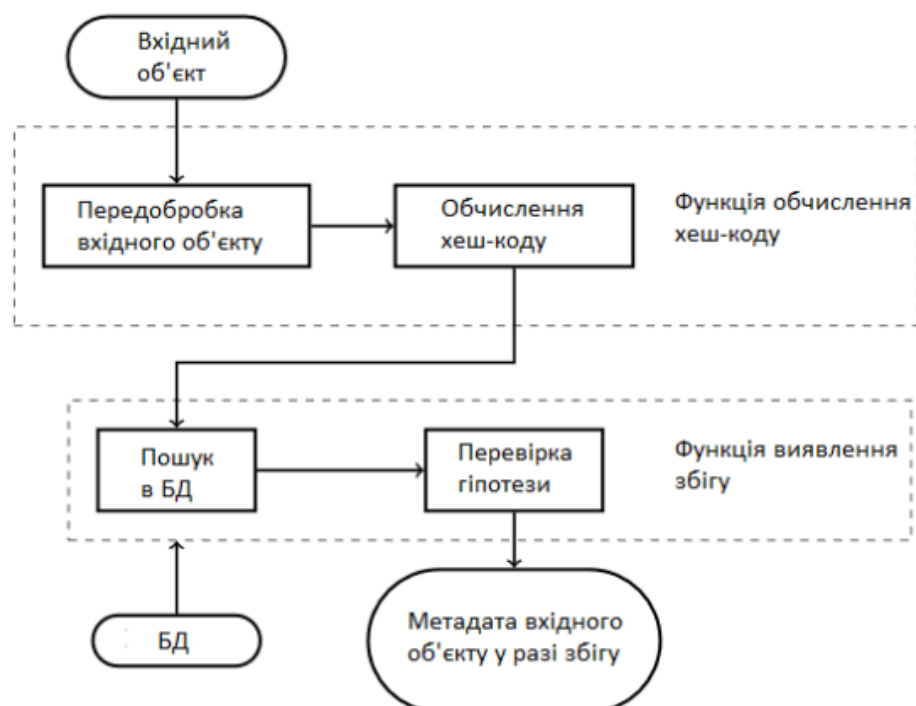 Вхідний
об'єкт
Передобробка
вхідного об'єкту
Обчислення
хеш-коду
Функція обчислення
хеш-коду
Пошук
в БД
Перевірка
гіпотези
Функція виявлення
збігу
БД
Метадата вхідного
об'єкту у разі збігу